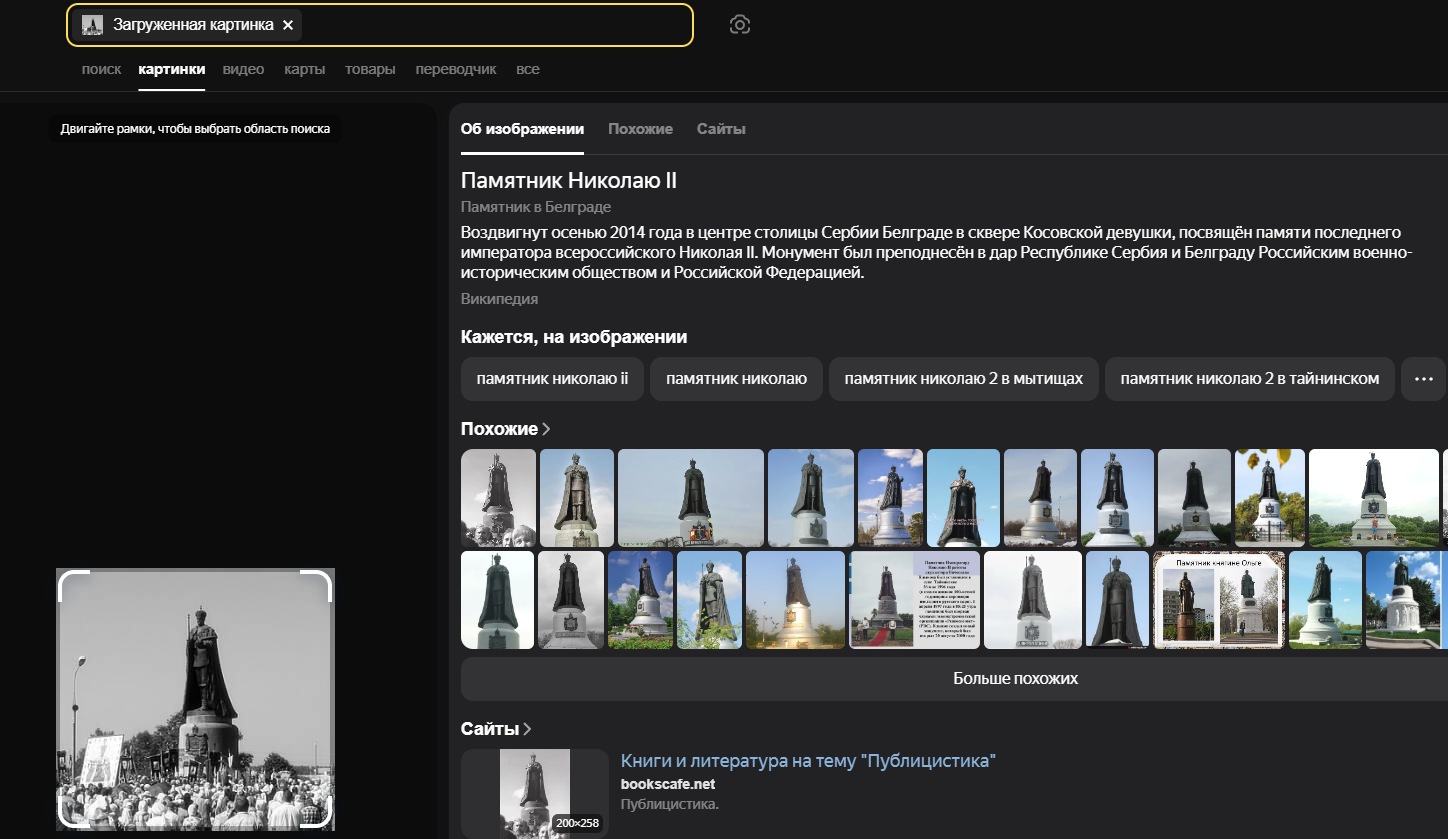 Загруженная картинка
поиск
картинки
видео
карты
товары
переводчик
все
Двигайте рамки, чтобы выбрать область поиска
Об изображении
Похожие
Сайты
Памятник Николаю II
Памятник в Белграде
Воздвигнут осенью 2014 года в центре столицы Сербии Белграде в сквере Косовской девушки, посвящён памяти последнего
императора всероссийского Николая II. Монумент был преподнесён в дар Республике Сербия и Белграду Российским военно-
историческим обществом и Российской Федерацией.
Википедия
Кажется, на изображении
памятник николаю ii
памятник николаю
памятник николаю 2 в мытищах
памятник николаю 2 в тайнинском
Похожие
Памятник княгине Ольге
Больше похожих
Сайты
Книги и литература на тему "Публицистика"
bookscafe.net
Публицистика.
200×258